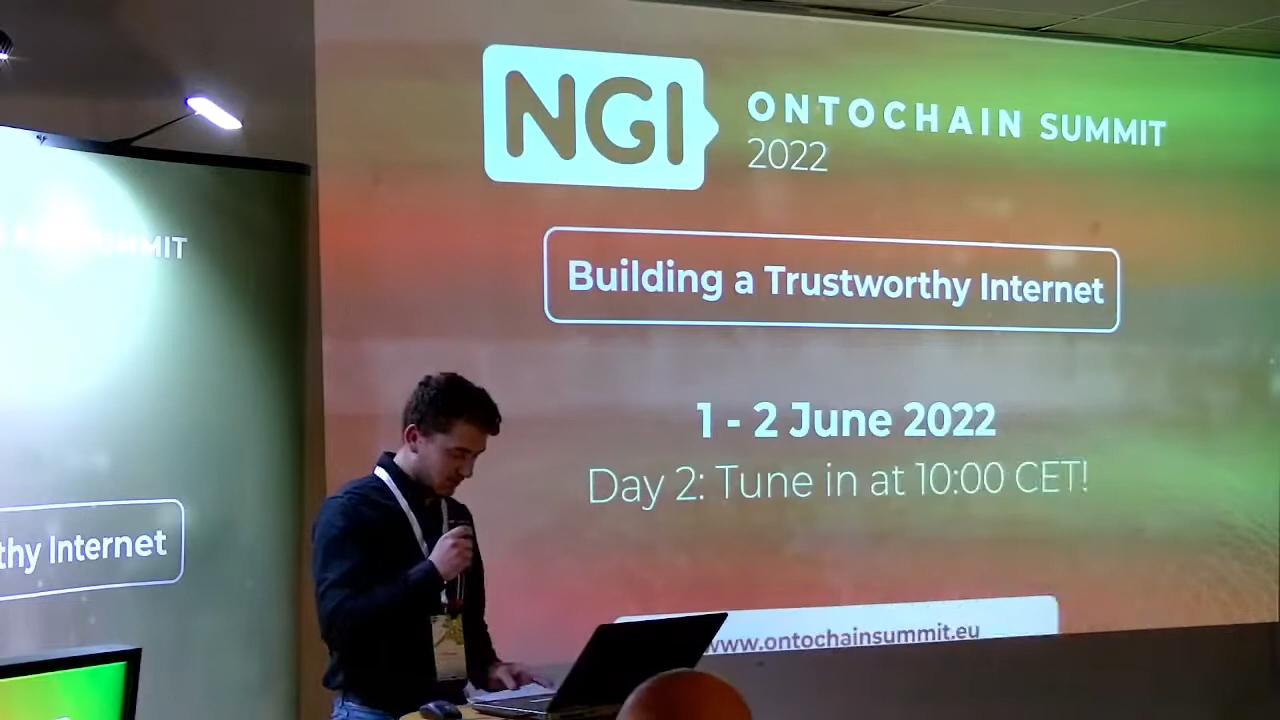 NGI
ONTOCHAIN SUMMIT
2022
Building a Trustworthy Internet
1 - 2 June 2022
Day 2: Tune in at 10:00 CET!
www.ontochainsummit.eu
MIT
thy Internet